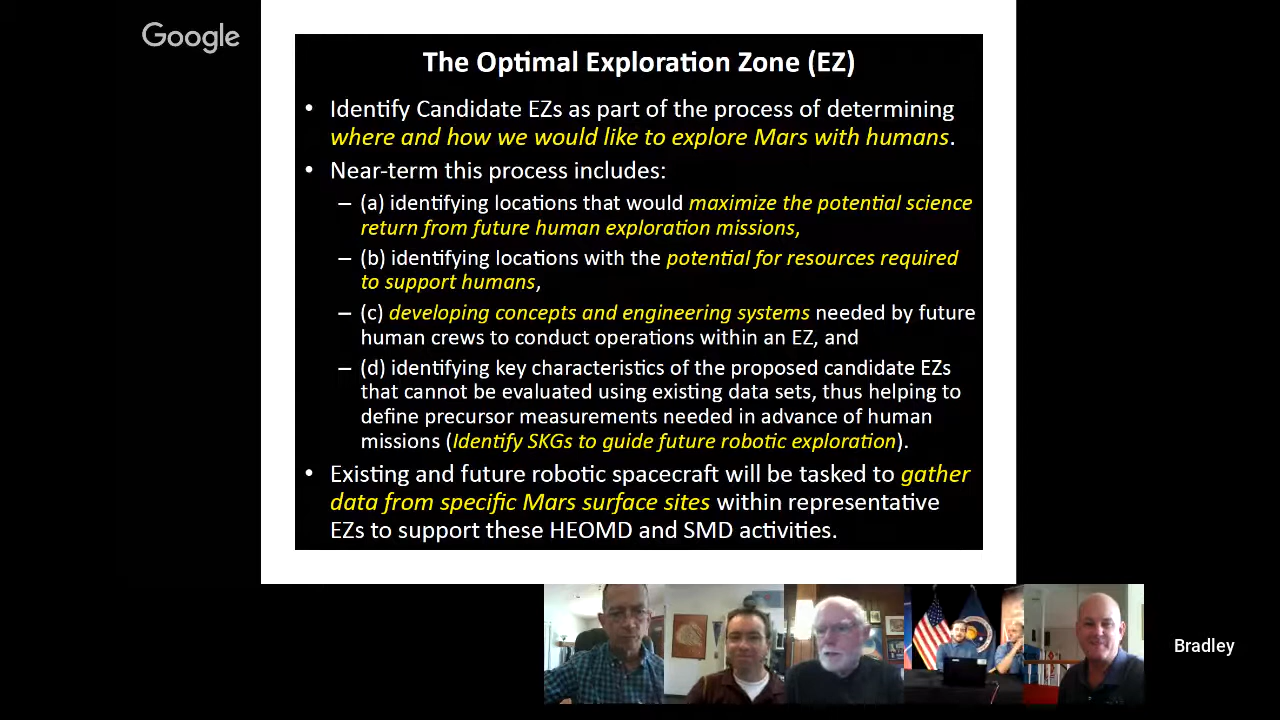 Google
The Optimal Exploration Zone (EZ)
• Identify Candidate EZs as part of the process of determining
where and how we would like to explore Mars with humans.
• Near-term this process includes:
– (a) identifying locations that would maximize the potential science
return from future human exploration missions,
– (b) identifying locations with the potential for resources required
to support humans,
– (c) developing concepts and engineering systems needed by future
human crews to conduct operations within an EZ, and
– (d) identifying key characteristics of the proposed candidate EZs
that cannot be evaluated using existing data sets, thus helping to
define precursor measurements needed in advance of human
missions (Identify SKGs to guide future robotic exploration).
• Existing and future robotic spacecraft will be tasked to gather
data from specific Mars surface sites within representative
EZs to support these HEOMD and SMD activities.
Bradley